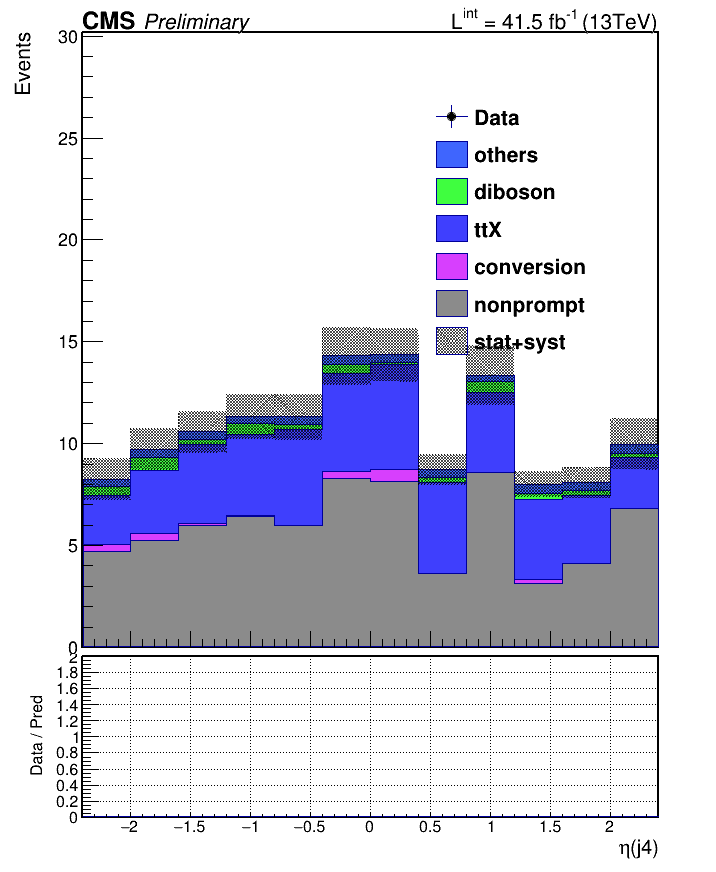 CMS Preliminary L^int = 41.5 fb^-1 (13TeV)
Events
30
25
20
15
10
5
0
Data
others
diboson
ttX
conversion
nonprompt
stat+syst
Data / Pred
2
1.8
1.6
1.4
1.2
1
0.8
0.6
0.4
0.2
0
−2 −1.5 −1 −0.5 0 0.5 1 1.5 2
η(j4)